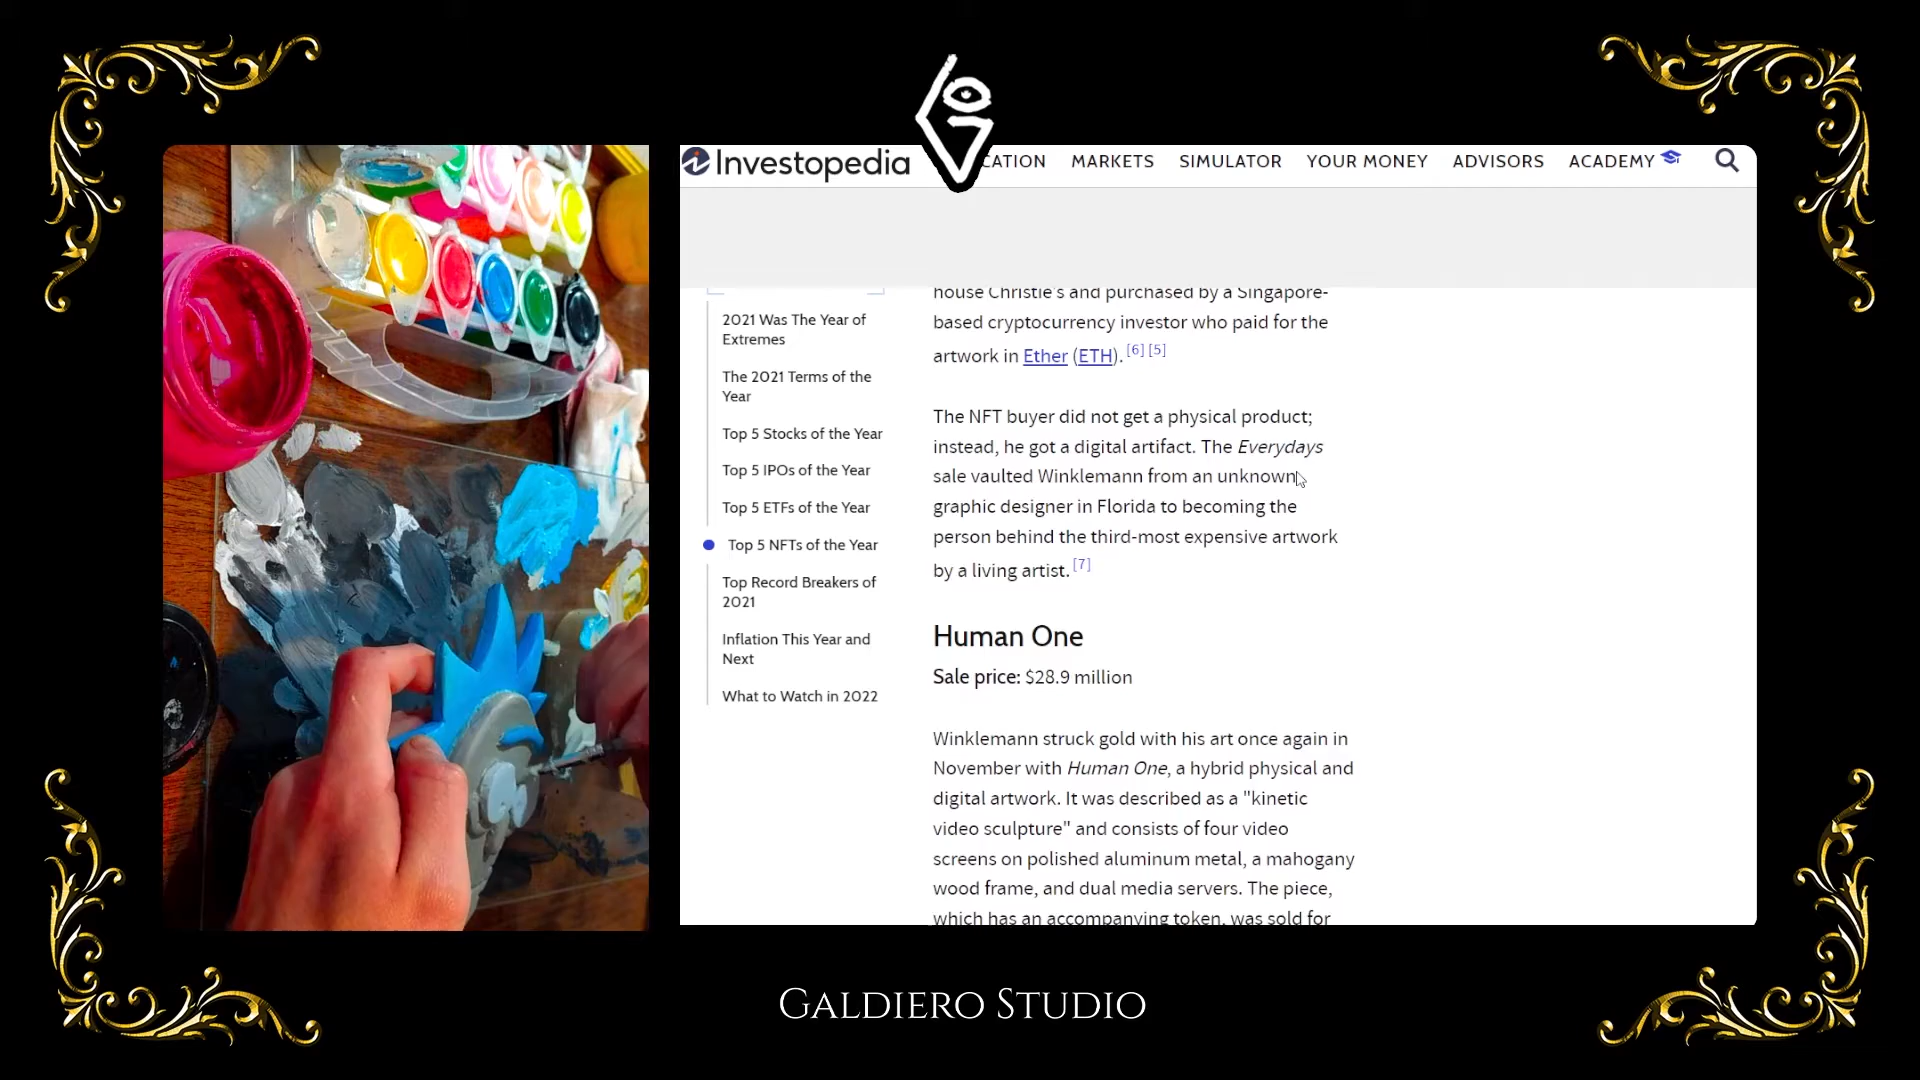 Investopedia
CATION MARKETS SIMULATOR YOUR MONEY ADVISORS ACADEMY
2021 Was The Year of
Extremes
The 2021 Terms of the
Year
Top 5 Stocks of the Year
Top 5 IPOs of the Year
Top 5 ETFs of the Year
Top 5 NFTs of the Year
Top Record Breakers of
2021
Inflation This Year and
Next
What to Watch in 2022
house Christie's and purchased by a Singapore-
based cryptocurrency investor who paid for the
artwork in Ether (ETH). [6] [5]
The NFT buyer did not get a physical product;
instead, he got a digital artifact. The Everydays
sale vaulted Winklemann from an unknown
graphic designer in Florida to becoming the
person behind the third-most expensive artwork
by a living artist. [7]
Human One
Sale price: $28.9 million
Winklemann struck gold with his art once again in
November with Human One, a hybrid physical and
digital artwork. It was described as a "kinetic
video sculpture" and consists of four video
screens on polished aluminum metal, a mahogany
wood frame, and dual media servers. The piece,
which has an accompanying token, was sold for
GALDIERO STUDIO